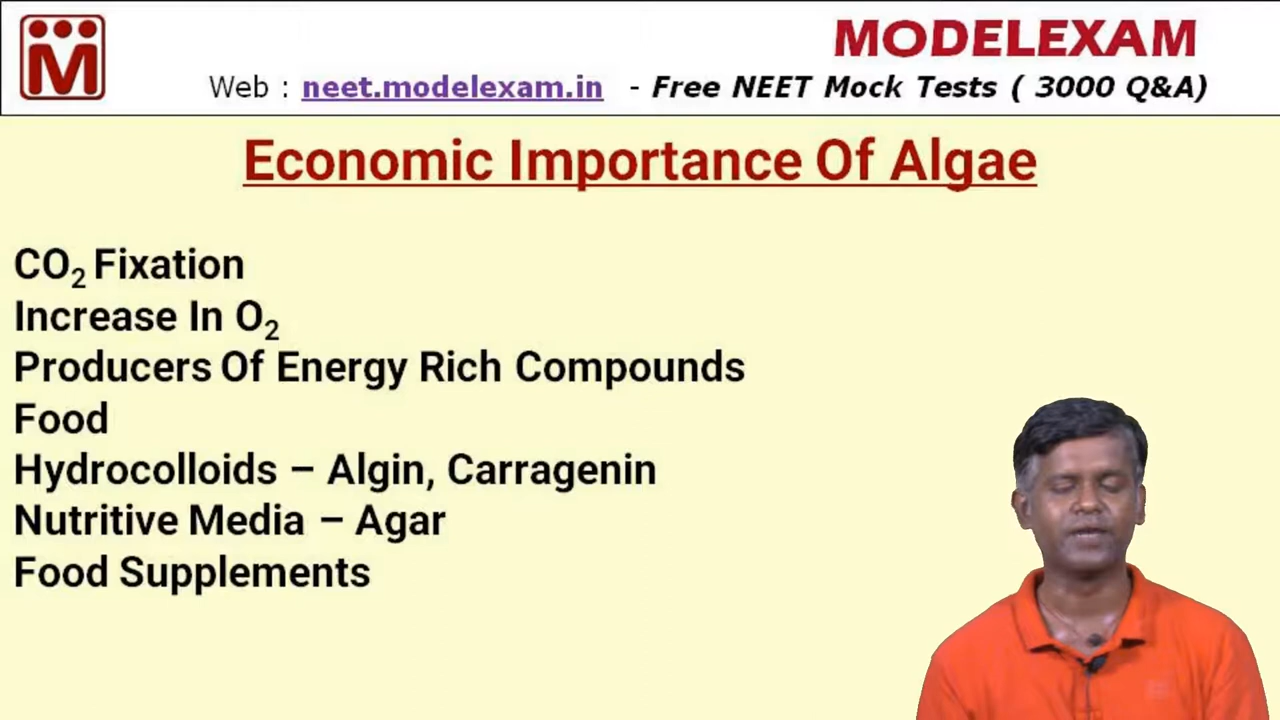 M
MODELEXAM
Web : neet.modelexam.in - Free NEET Mock Tests ( 3000 Q&A)
Economic Importance Of Algae
CO₂ Fixation
Increase In O₂
Producers Of Energy Rich Compounds
Food
Hydrocolloids – Algin, Carragenin
Nutritive Media – Agar
Food Supplements